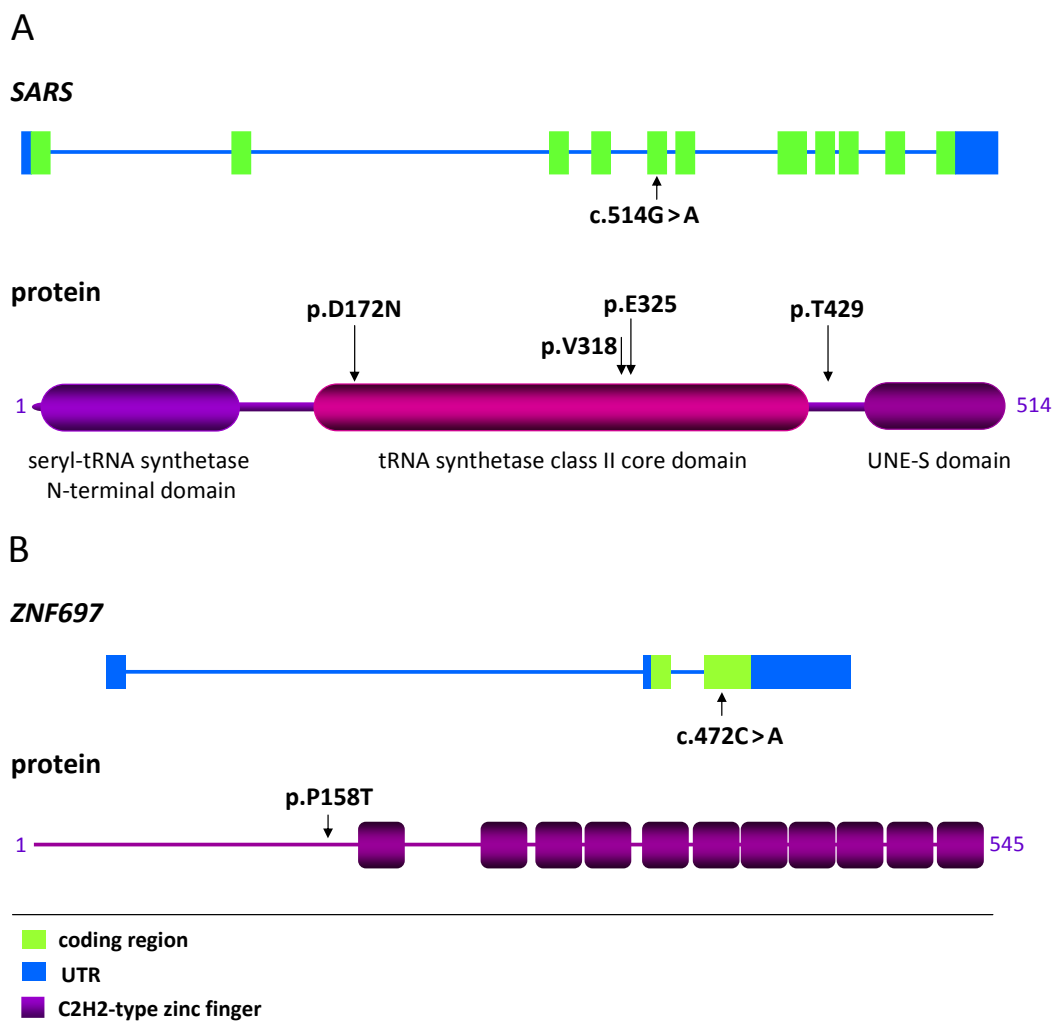 A
SARS
c.514G>A
protein
p.D172N
p.E325
p.T429
p.V318
1
514
seryl-tRNA synthetase
N-terminal domain
tRNA synthetase class II core domain
UNE-S domain
B
ZNF697
c.472C>A
protein
p.P158T
1
545
coding region
UTR
C2H2-type zinc finger